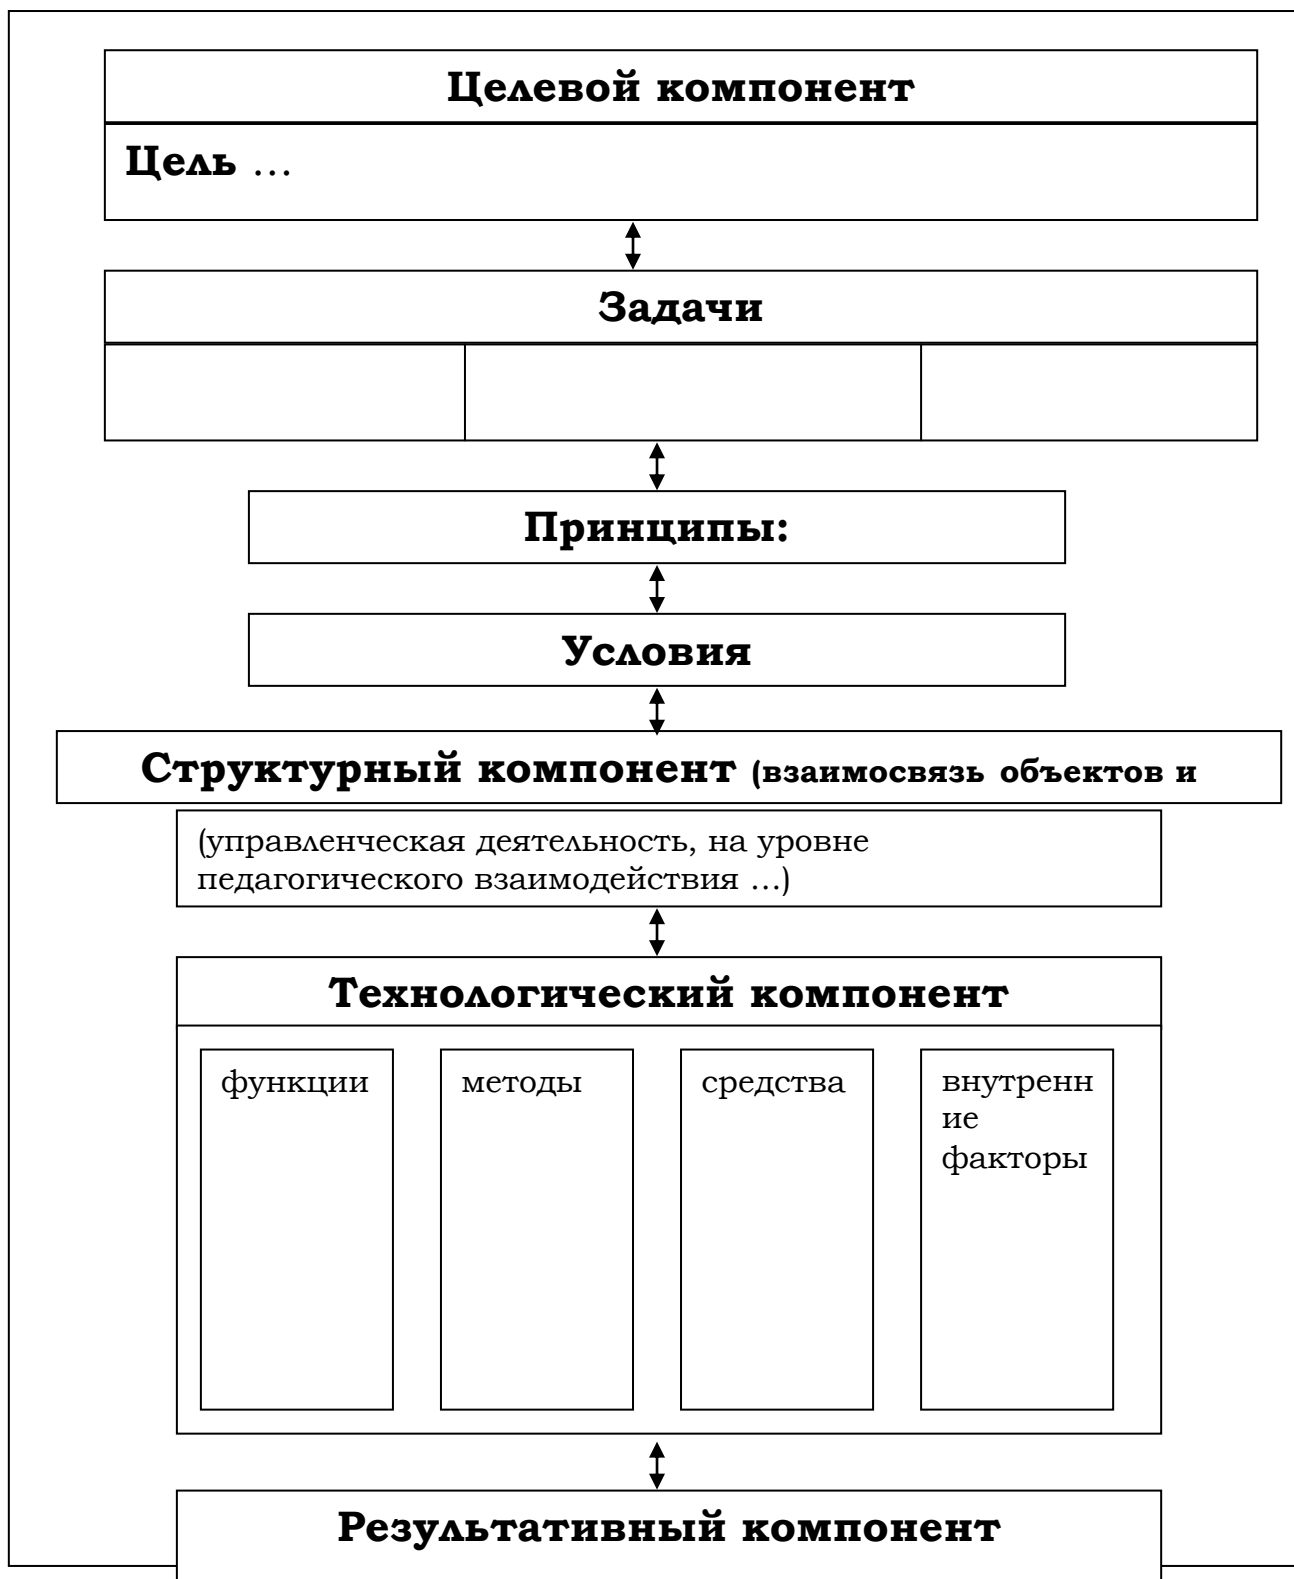 Целевой компонент
Цель ...
Задачи
Принципы:
Условия
Структурный компонент (взаимосвязь объектов и
(управленческая деятельность, на уровне
педагогического взаимодействия ...)
Технологический компонент
функции
методы
средства
внутренн
ие
факторы
Результативный компонент